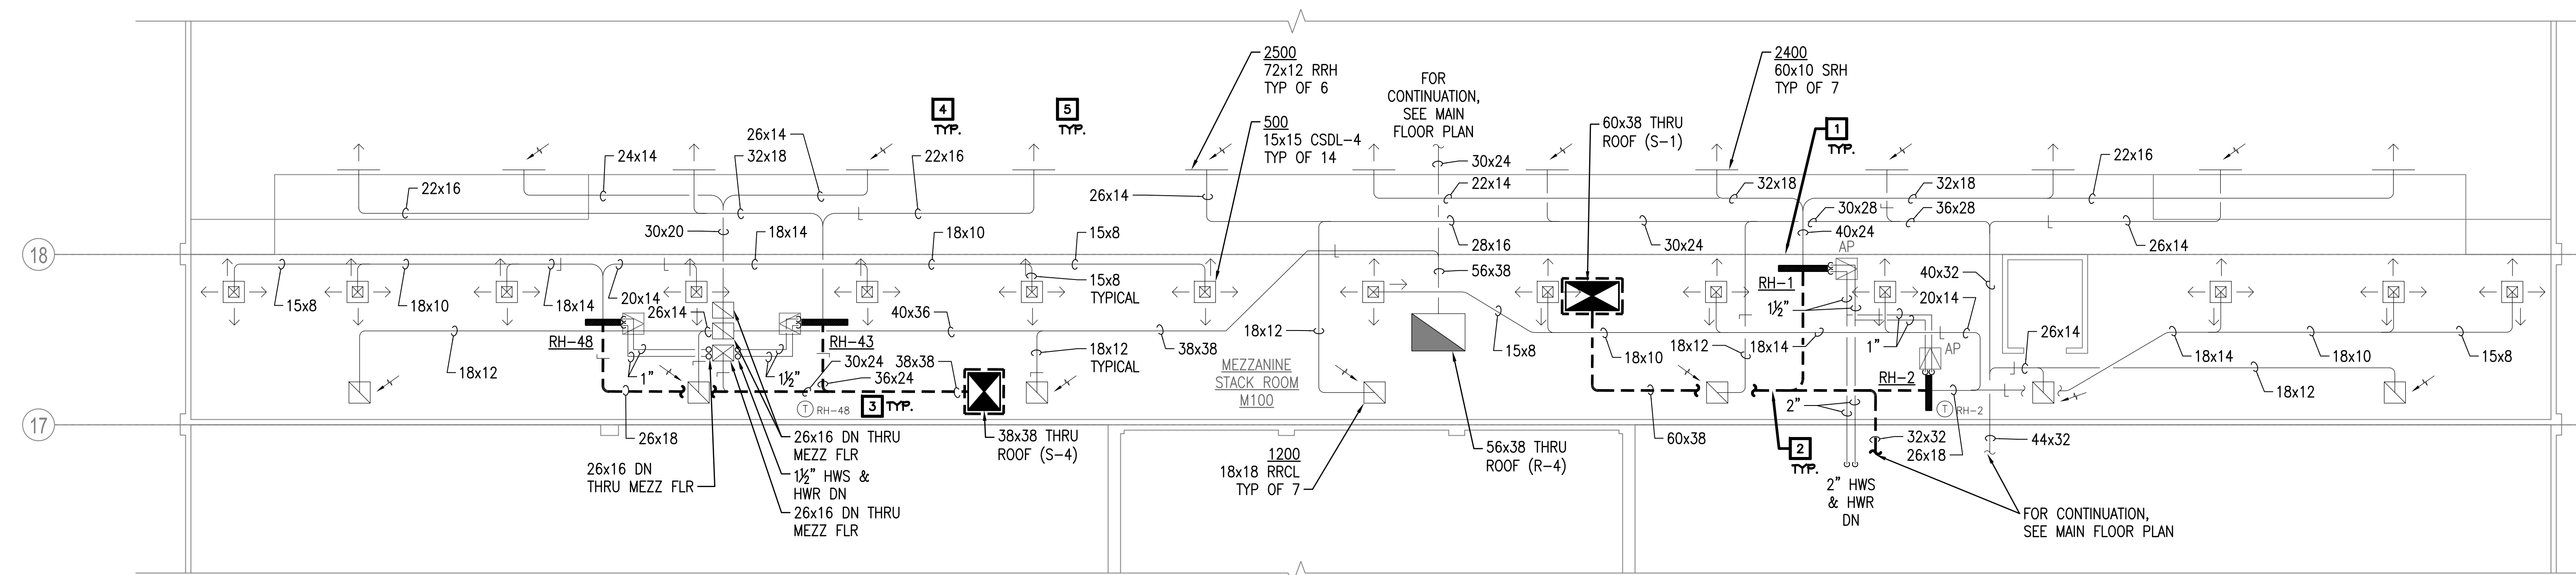 2500
72x12 RRH
TYP OF 6
500
15x15 CSDL-4
TYP OF 14
FOR
CONTINUATION,
SEE MAIN
FLOOR PLAN
2400
60x10 SRH
TYP OF 7
60x38 THRU
ROOF (S-1)
4
TYP.
5
TYP.
1
TYP.
26x14
24x14
32x18
22x16
22x16
26x14
30x24
22x14
32x18
32x18
22x16
30x28
36x28
40x24
AP
30x20
18x14
18x10
15x8
28x16
30x24
26x14
18
15x8
18x10
18x14
20x14
15x8
TYPICAL
56x38
RH-1
1½"
40x32
20x14
26x14
40x36
RH-48
RH-43
18x12
1"
1½"
30x24
36x24
38x38
18x12
TYPICAL
38x38
18x12
MEZZANINE
STACK ROOM
M100
15x8
18x10
18x12
18x14
1"
AP
RH-2
26x14
18x14
18x10
15x8
18x12
T
RH-48
3
TYP.
2"
T
RH-2
17
26x18
26x16 DN
THRU MEZZ FLR
26x16 DN THRU
MEZZ FLR
1½" HWS &
HWR DN
26x16 DN THRU
MEZZ FLR
38x38 THRU
ROOF (S-4)
1200
18x18 RRCL
TYP OF 7
56x38 THRU
ROOF (R-4)
60x38
2
TYP.
32x32
26x18
44x32
2" HWS
& HWR
DN
FOR CONTINUATION,
SEE MAIN FLOOR PLAN